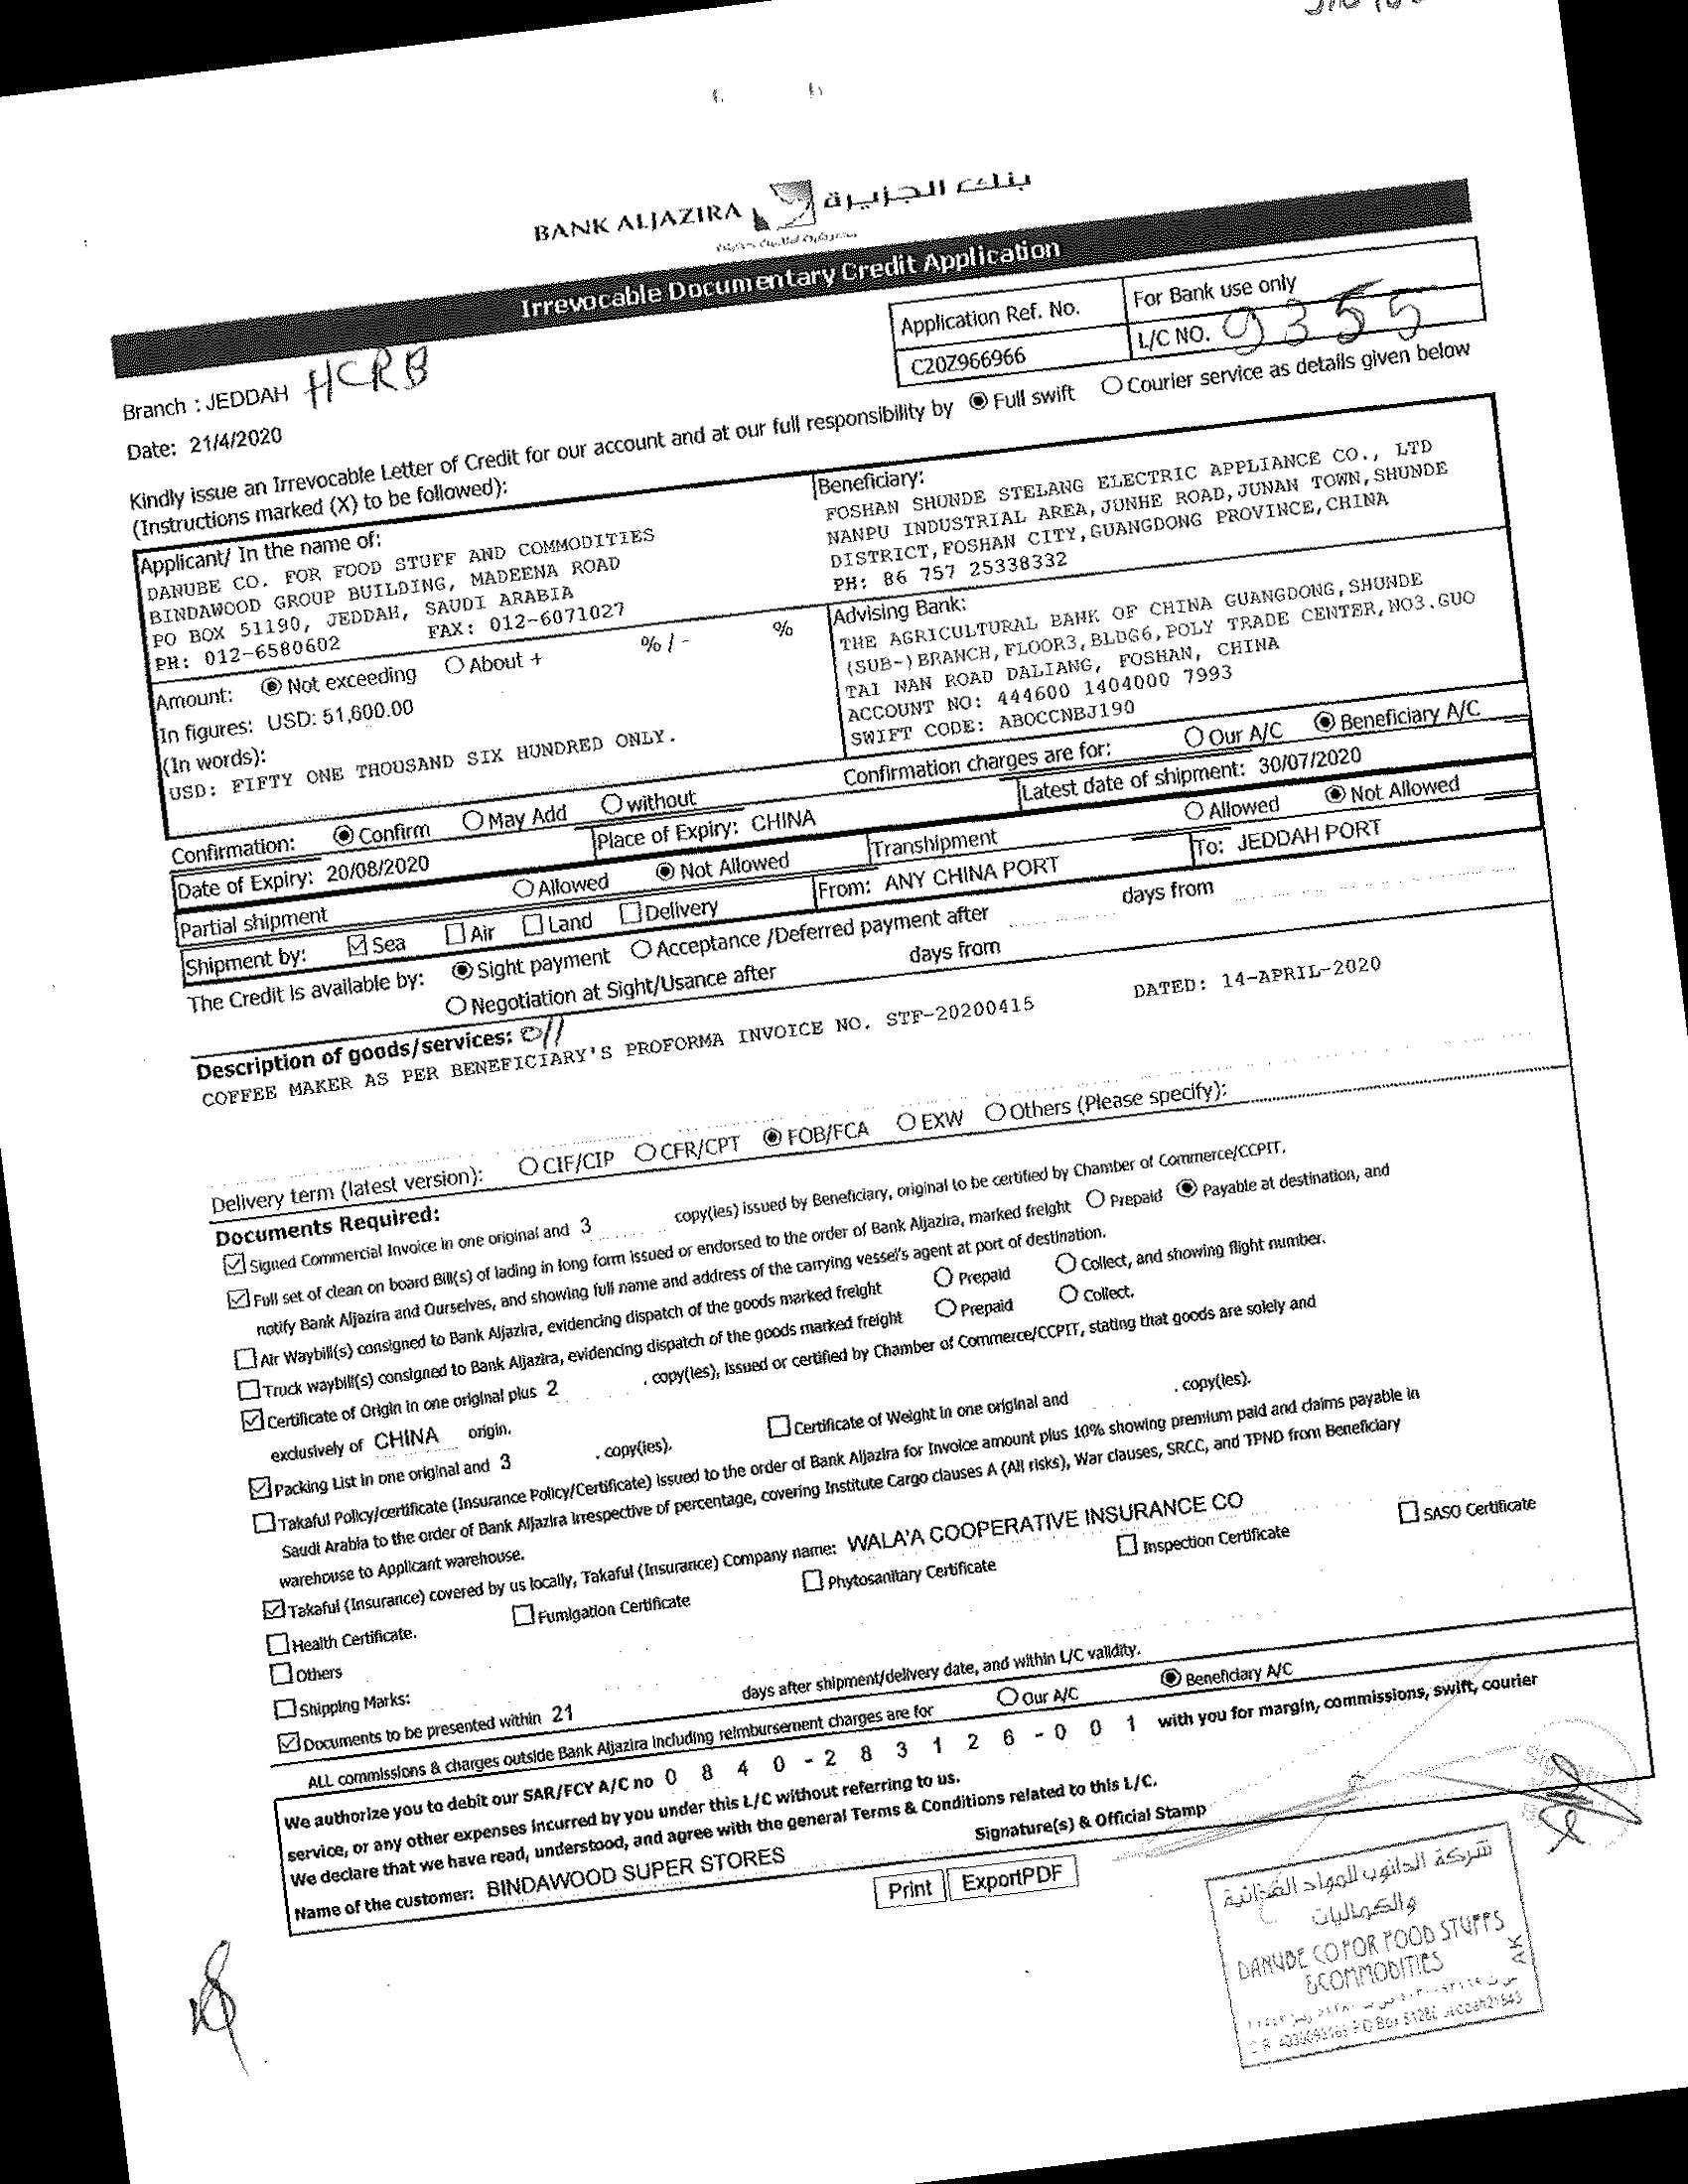 BANK ALJAZIRA بنك الجزيرة
Irrevocable Documentary Credit Application
Application Ref. No. For Bank use only
C20Z966966 L/C NO. 9355
Branch : JEDDAH HCRB
Date: 21/4/2020
Kindly issue an Irrevocable Letter of Credit for our account and at our full responsibility by Full swift Courier service as details given below
(Instructions marked (X) to be followed):
Applicant/ In the name of:
DANUBE CO. FOR FOOD STUFF AND COMMODITIES
BINDAWOOD GROUP BUILDING, MADEENA ROAD
PO BOX 51190, JEDDAH, SAUDI ARABIA
PH: 012-6580602 FAX: 012-6071027
Beneficiary:
FOSHAN SHUNDE STELANG ELECTRIC APPLIANCE CO., LTD
NANPU INDUSTRIAL AREA,JUNHE ROAD,JUNAN TOWN,SHUNDE
DISTRICT,FOSHAN CITY,GUANGDONG PROVINCE,CHINA
PH: 86 757 25338332
Amount: Not exceeding About + % / - %
In figures: USD: 51,600.00
(In words):
USD: FIFTY ONE THOUSAND SIX HUNDRED ONLY.
Advising Bank:
THE AGRICULTURAL BANK OF CHINA GUANGDONG,SHUNDE
(SUB-)BRANCH,FLOOR3,BLDG6,POLY TRADE CENTER,NO3.GUO
TAI NAN ROAD DALIANG, FOSHAN, CHINA
ACCOUNT NO: 444600 1404000 7993
SWIFT CODE: ABOCCNBJ190
Confirmation: Confirm May Add without Confirmation charges are for: Our A/C Beneficiary A/C
Date of Expiry: 20/08/2020 Place of Expiry: CHINA Latest date of shipment: 30/07/2020
Partial shipment Allowed Not Allowed Transhipment Allowed Not Allowed
Shipment by: Sea Air Land Delivery From: ANY CHINA PORT To: JEDDAH PORT
The Credit is available by: Sight payment Acceptance /Deferred payment after days from
Negotiation at Sight/Usance after days from
Description of goods/services:
COFFEE MAKER AS PER BENEFICIARY'S PROFORMA INVOICE NO. STF-20200415 DATED: 14-APRIL-2020
Delivery term (latest version): CIF/CIP CFR/CPT FOB/FCA EXW Others (Please specify):
Documents Required:
Signed Commercial Invoice in one original and 3 copy(ies) issued by Beneficiary, original to be certified by Chamber of Commerce/CCPIT.
Full set of clean on board Bill(s) of lading in long form issued or endorsed to the order of Bank Aljazira, marked freight Prepaid Payable at destination, and
notify Bank Aljazira and Ourselves, and showing full name and address of the carrying vessel's agent at port of destination.
Air Waybill(s) consigned to Bank Aljazira, evidencing dispatch of the goods marked freight Prepaid Collect, and showing flight number.
Truck waybill(s) consigned to Bank Aljazira, evidencing dispatch of the goods marked freight Prepaid Collect.
Certificate of Origin in one original plus 2 . copy(ies), issued or certified by Chamber of Commerce/CCPIT, stating that goods are solely and
exclusively of CHINA origin.
Packing List in one original and 3 . copy(ies). Certificate of Weight in one original and . copy(ies).
Takaful Policy/certificate (Insurance Policy/Certificate) issued to the order of Bank Aljazira for Invoice amount plus 10% showing premium paid and claims payable in
Saudi Arabia to the order of Bank Aljazira irrespective of percentage, covering Institute Cargo clauses A (All risks), War clauses, SRCC, and TPND from Beneficiary
warehouse to Applicant warehouse.
Takaful (Insurance) covered by us locally, Takaful (Insurance) Company name: WALA'A COOPERATIVE INSURANCE CO
Health Certificate. Fumigation Certificate Phytosanitary Certificate Inspection Certificate SASO Certificate
Others
Shipping Marks:
Documents to be presented within 21 days after shipment/delivery date, and within L/C validity.
ALL commissions & charges outside Bank Aljazira including reimbursement charges are for Our A/C Beneficiary A/C
We authorize you to debit our SAR/FCY A/C no 0 8 4 0 - 2 8 3 1 2 6 - 0 0 1 with you for margin, commissions, swift, courier
service, or any other expenses incurred by you under this L/C without referring to us.
We declare that we have read, understood, and agree with the general Terms & Conditions related to this L/C.
Name of the customer: BINDAWOOD SUPER STORES Signature(s) & Official Stamp
Print ExportPDF
شركة الدانوب للمواد الغذائية
والكماليات
DANUBE CO FOR FOOD STUFFS
&COMMODITIES
AK